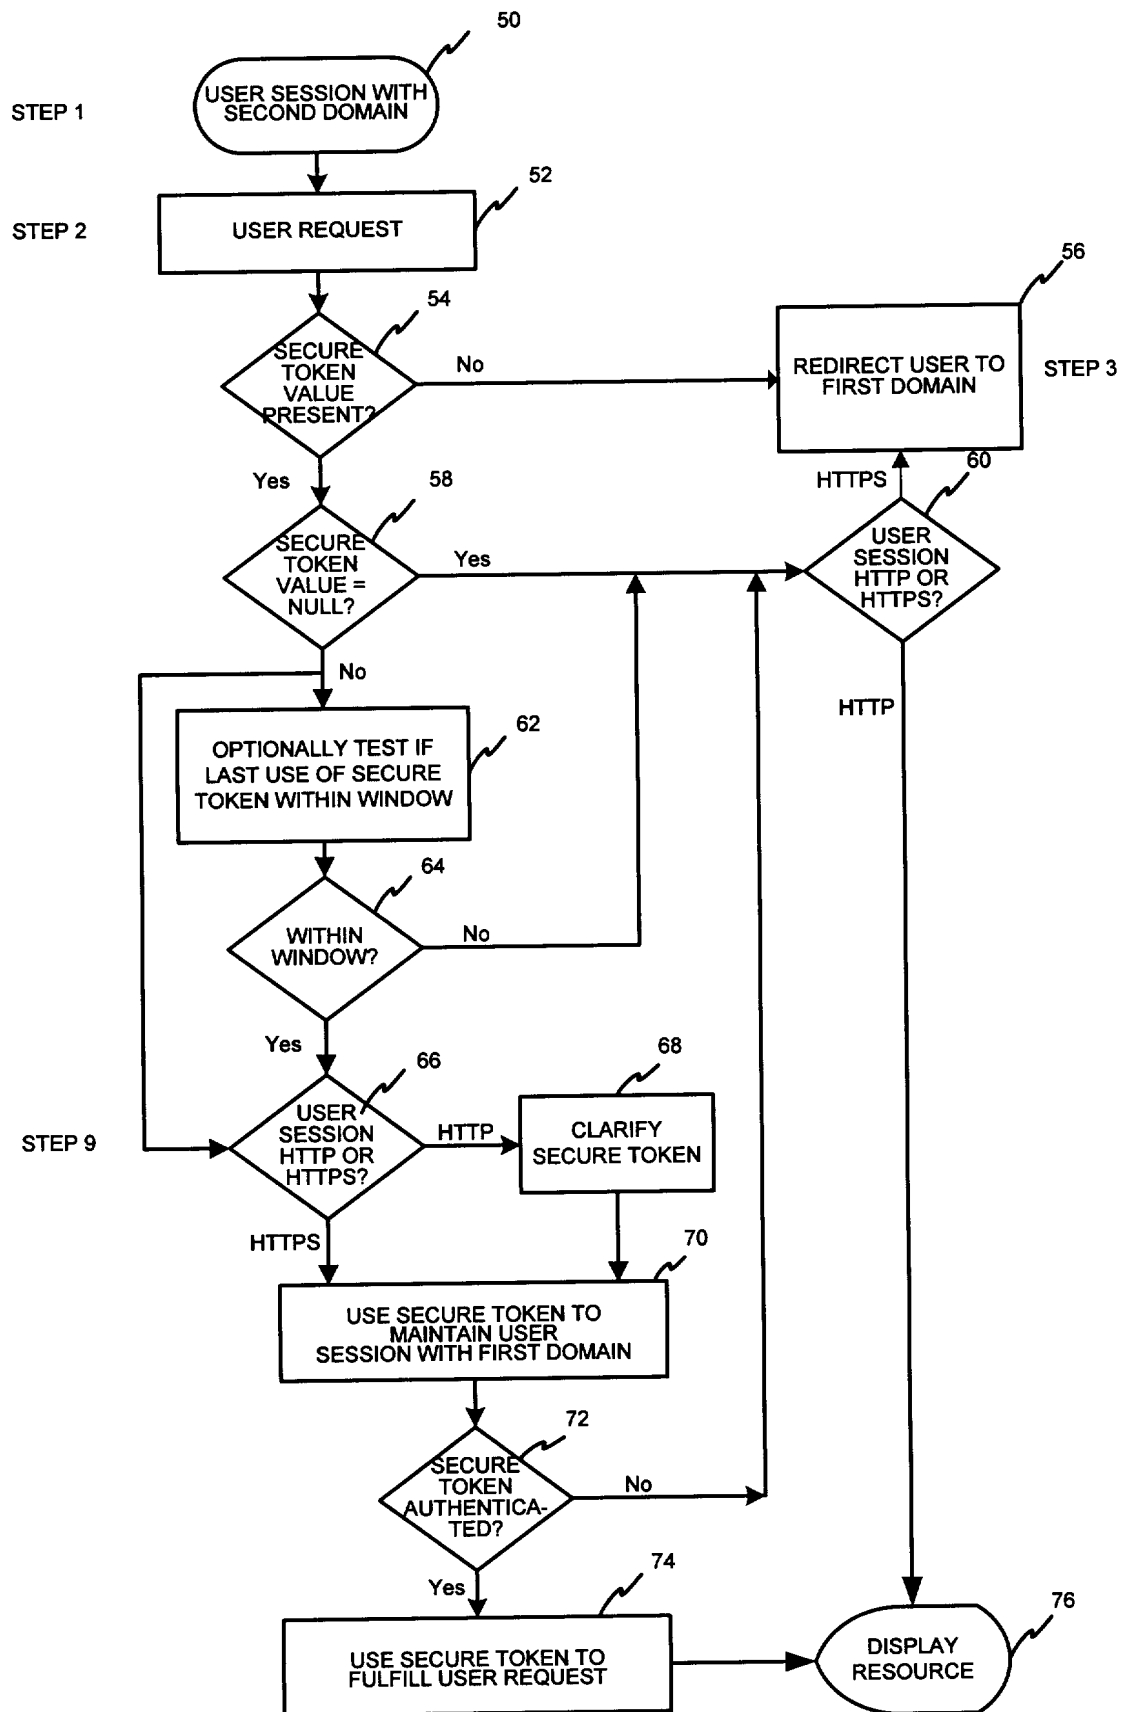 50
STEP 1
USER SESSION WITH
SECOND DOMAIN
52
STEP 2
USER REQUEST
54
SECURE
TOKEN
VALUE
PRESENT?
No
56
REDIRECT USER TO
FIRST DOMAIN
STEP 3
Yes
58
SECURE
TOKEN
VALUE =
NULL?
Yes
HTTPS
60
USER
SESSION
HTTP OR
HTTPS?
No
HTTP
62
OPTIONALLY TEST IF
LAST USE OF SECURE
TOKEN WITHIN WINDOW
64
WITHIN
WINDOW?
No
Yes
66
STEP 9
USER
SESSION
HTTP OR
HTTPS?
HTTP
68
CLARIFY
SECURE TOKEN
HTTPS
70
USE SECURE TOKEN TO
MAINTAIN USER
SESSION WITH FIRST DOMAIN
72
SECURE
TOKEN
AUTHENTICA-
TED?
No
Yes
74
USE SECURE TOKEN TO
FULFILL USER REQUEST
76
DISPLAY
RESOURCE